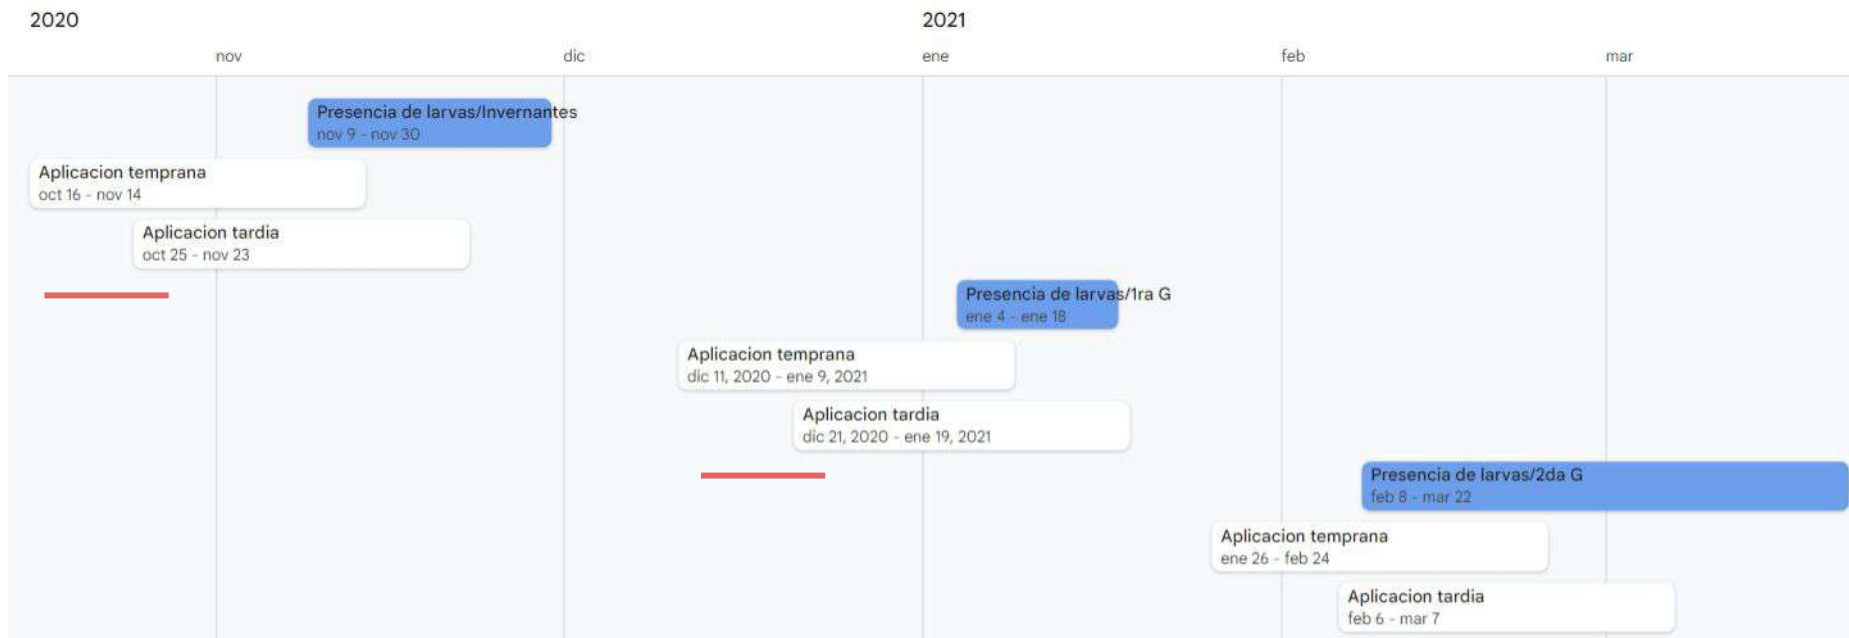 2020
2021
nov
dic
ene
feb
mar
Presencia de larvas/Invernantes
nov 9 - nov 30
Aplicacion temprana
oct 16 - nov 14
Aplicacion tardia
oct 25 - nov 23
Presencia de larvas/1ra G
ene 4 - ene 18
Aplicacion temprana
dic 11, 2020 - ene 9, 2021
Aplicacion tardia
dic 21, 2020 - ene 19, 2021
Presencia de larvas/2da G
feb 8 - mar 22
Aplicacion temprana
ene 26 - feb 24
Aplicacion tardia
feb 6 - mar 7